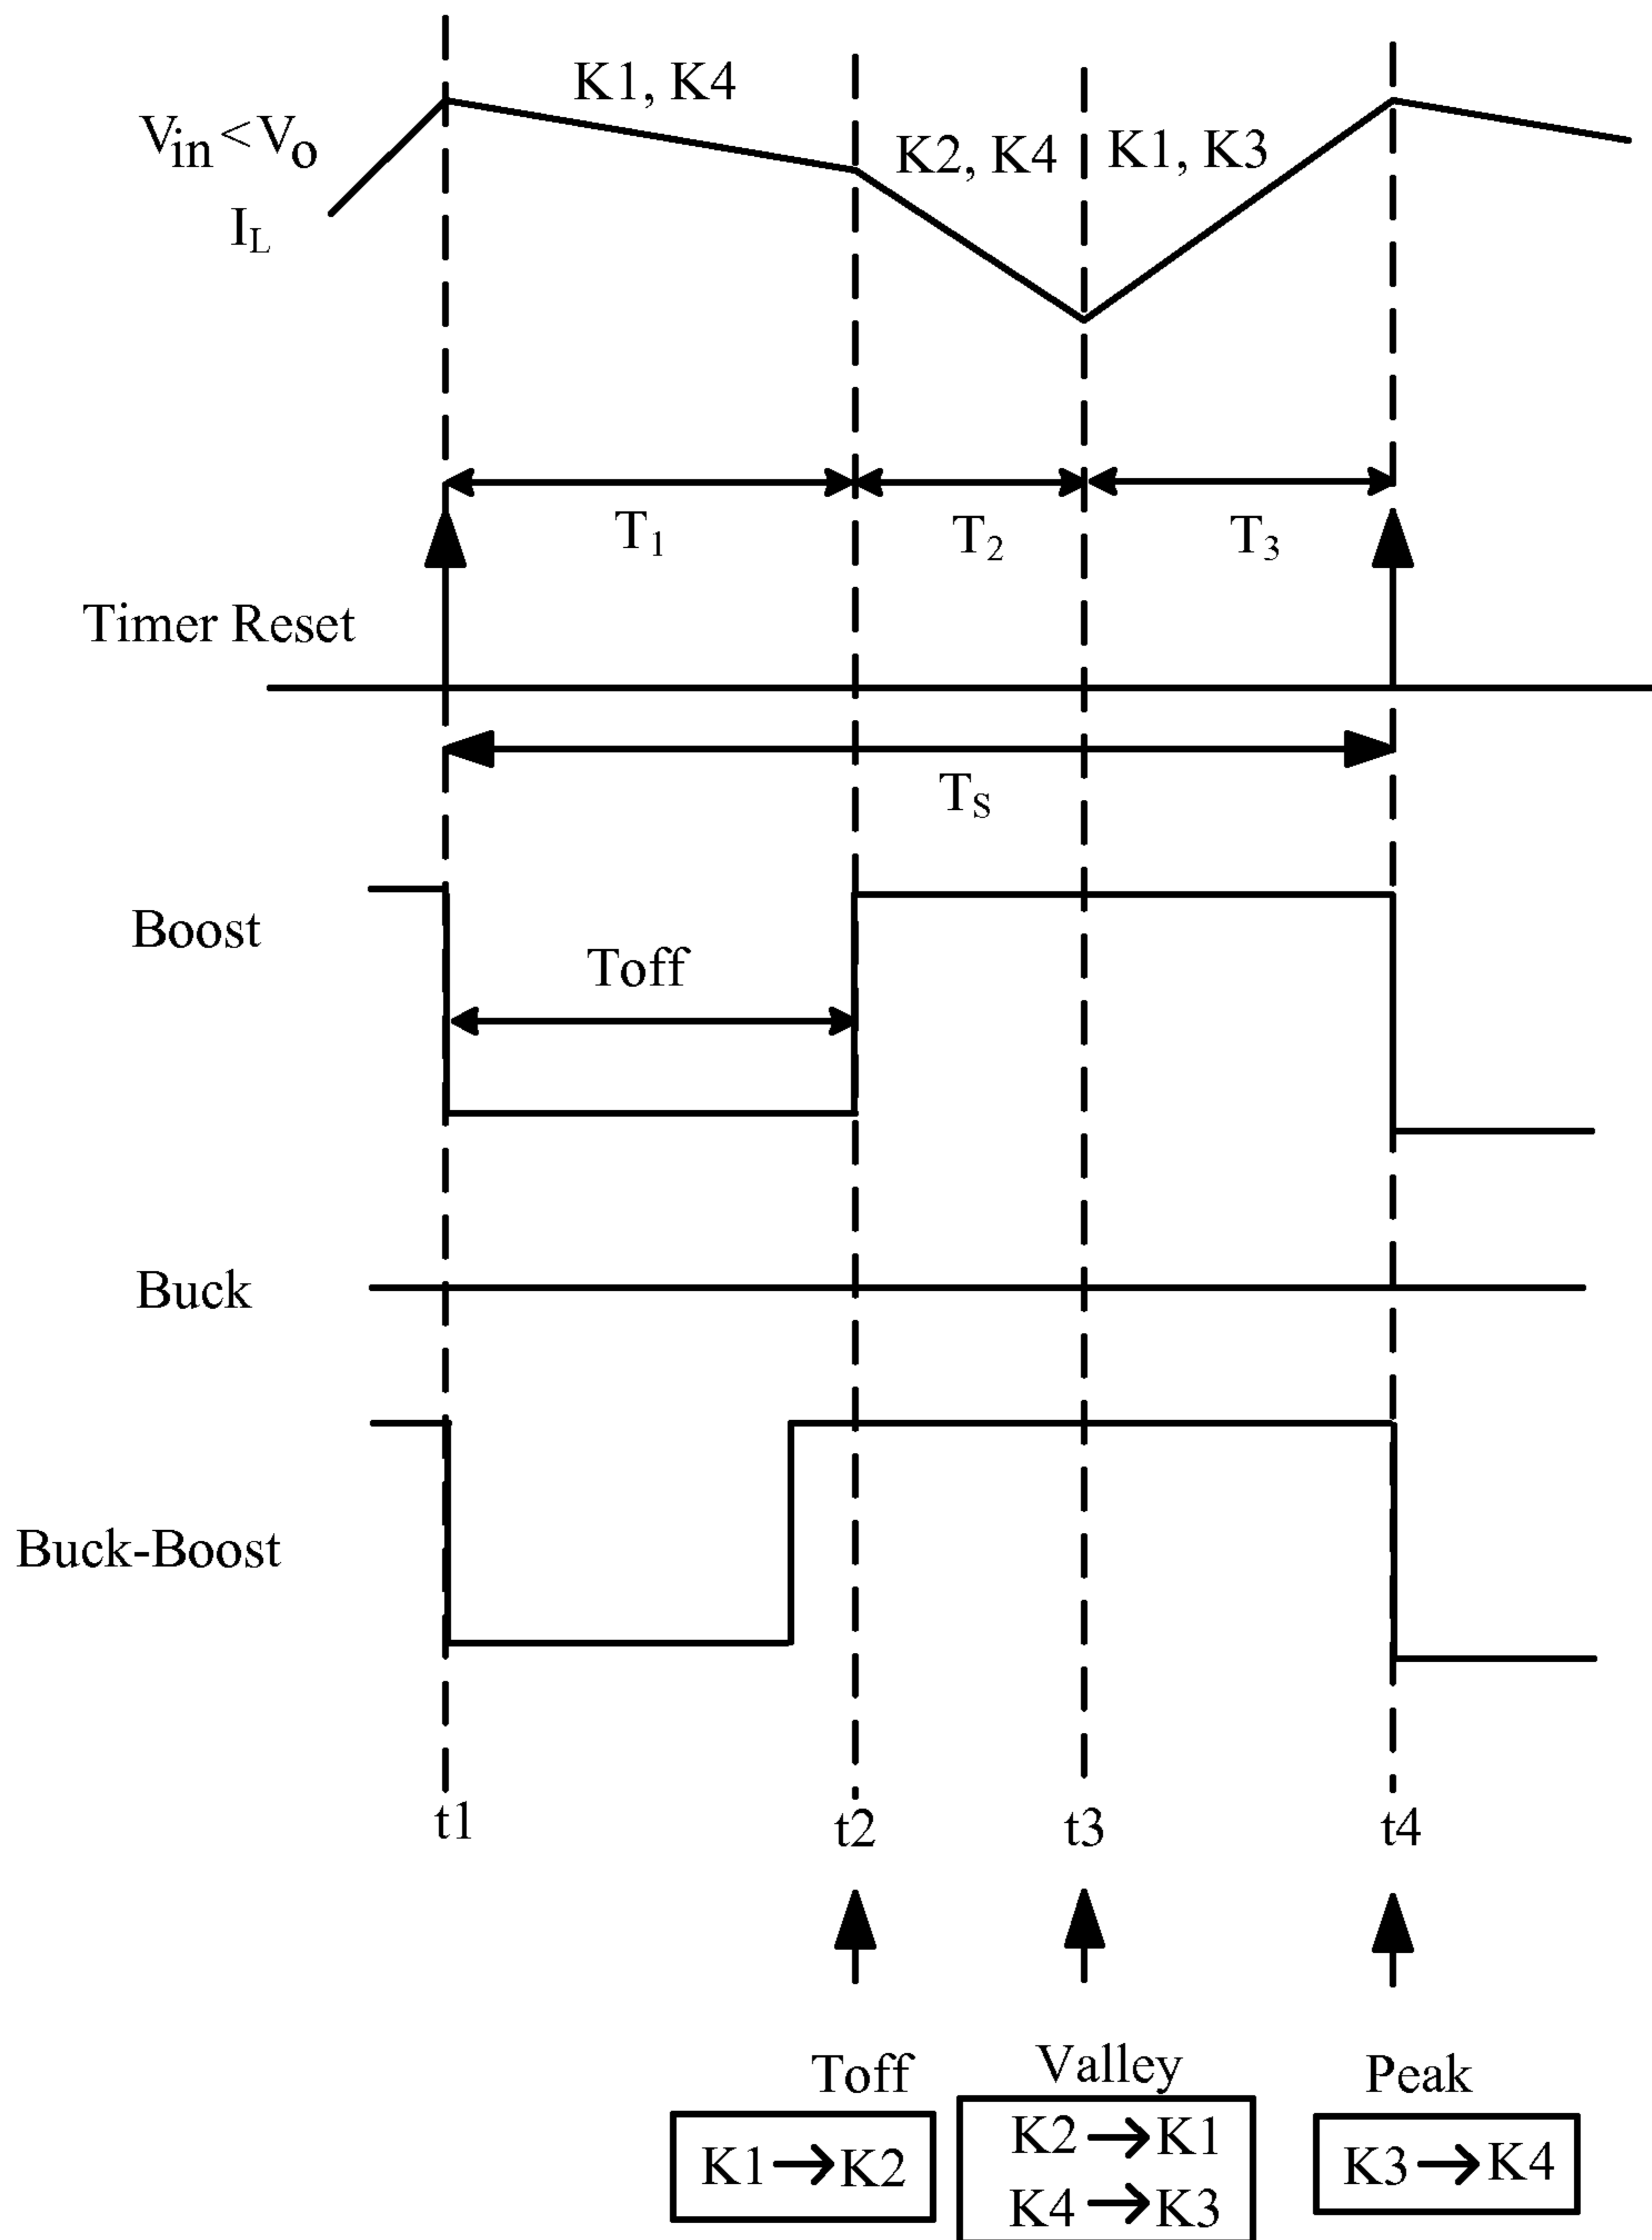 K1, K4
Vin < Vo
K2, K4
K1, K3
IL
T1
T2
T3
Timer Reset
TS
Boost
Toff
Buck
Buck-Boost
t1
t2
t3
t4
Toff
Valley
Peak
K1 → K2
K2 → K1
K4 → K3
K3 → K4